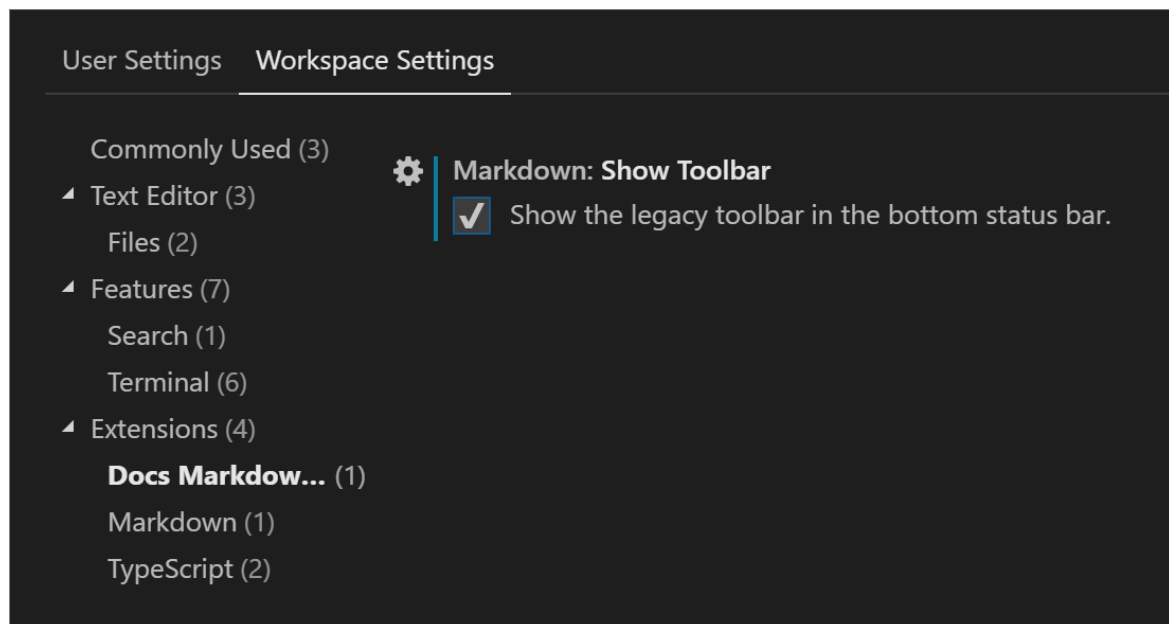 User Settings Workspace Settings
Commonly Used (3)
Text Editor (3)
Files (2)
Features (7)
Search (1)
Terminal (6)
Extensions (4)
Docs Markdow... (1)
Markdown (1)
TypeScript (2)
Markdown: Show Toolbar
Show the legacy toolbar in the bottom status bar.